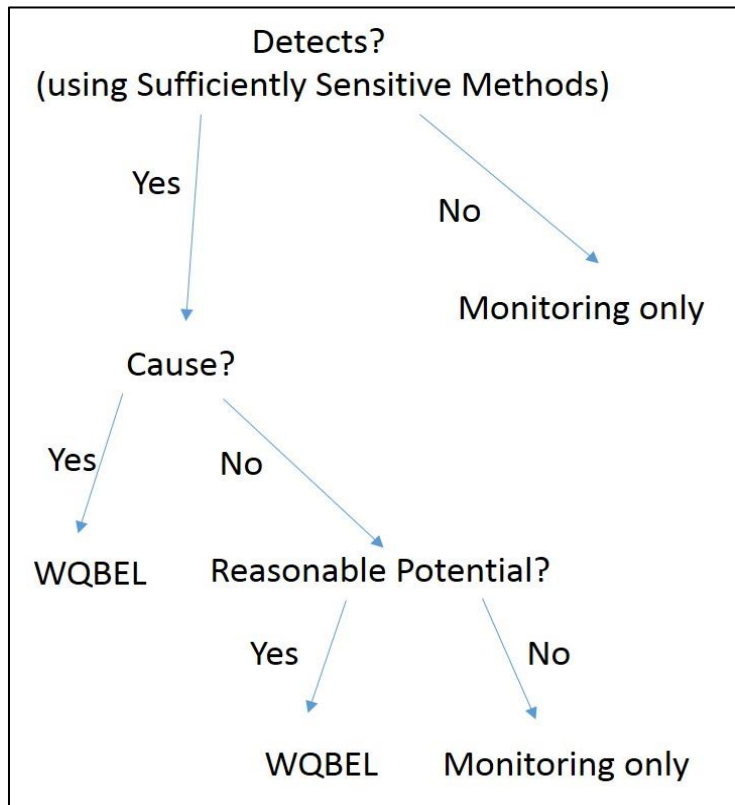 Detects?
(using Sufficiently Sensitive Methods)
Yes
No
Monitoring only
Cause?
Yes
No
WQBEL
Reasonable Potential?
Yes
No
WQBEL
Monitoring only